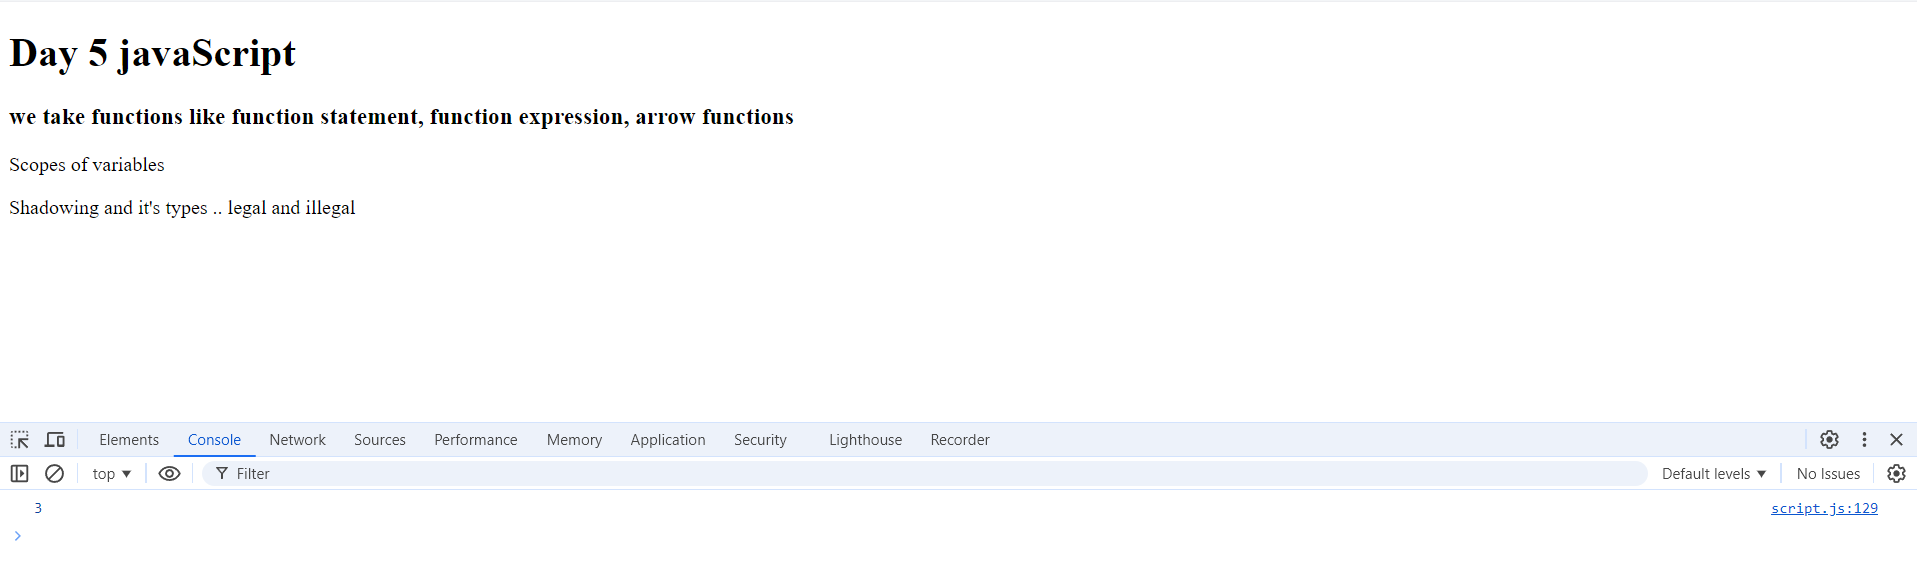 Day 5 javaScript
we take functions like function statement, function expression, arrow functions
Scopes of variables
Shadowing and it's types .. legal and illegal
Elements Console Network Sources Performance Memory Application Security Lighthouse Recorder
top Filter Default levels No Issues
3 script.js:129